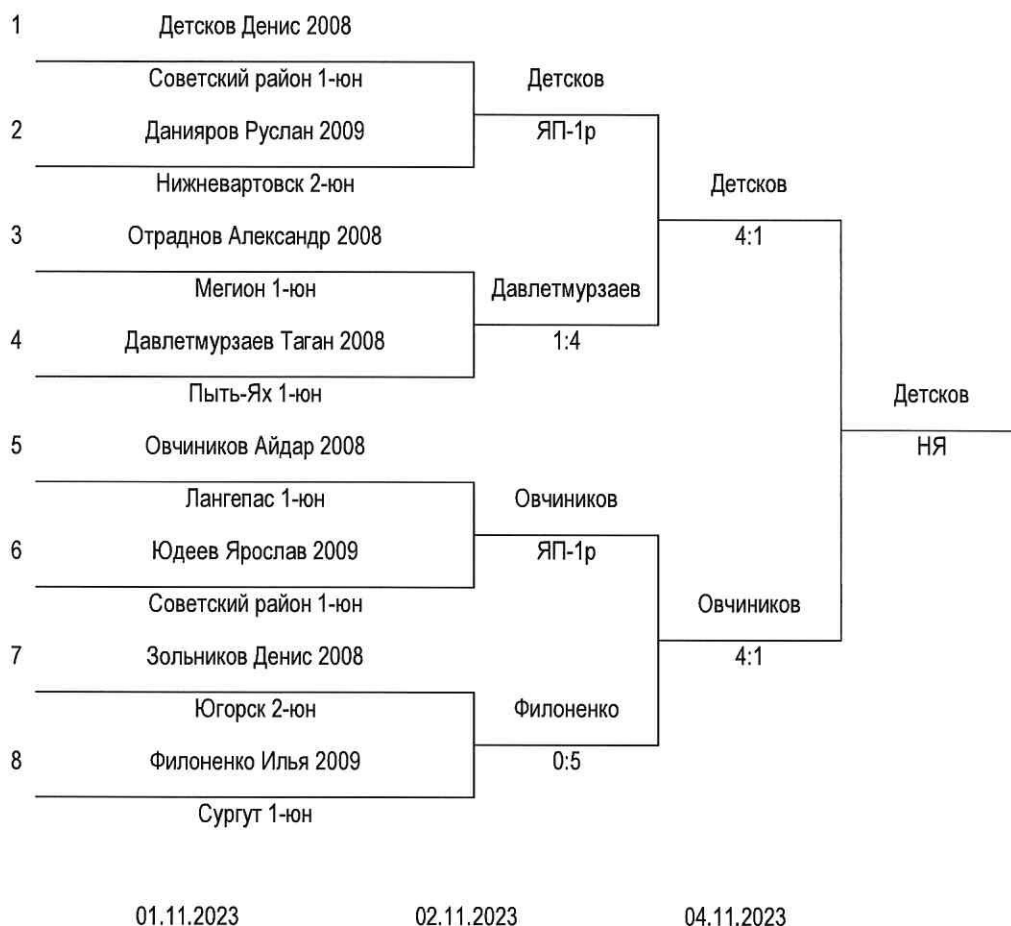 1 Детсков Денис 2008
Советский район 1-юн Детсков
2 Данияров Руслан 2009 ЯП-1р
Нижневартовск 2-юн Детсков
3 Отраднов Александр 2008 4:1
Мегион 1-юн Давлетмурзаев
4 Давлетмурзаев Таган 2008 1:4
Пыть-Ях 1-юн Детсков
5 Овчиников Айдар 2008 НЯ
Лангепас 1-юн Овчиников
6 Юдеев Ярослав 2009 ЯП-1р
Советский район 1-юн Овчиников
7 Зольников Денис 2008 4:1
Югорск 2-юн Филоненко
8 Филоненко Илья 2009 0:5
Сургут 1-юн
01.11.2023 02.11.2023 04.11.2023